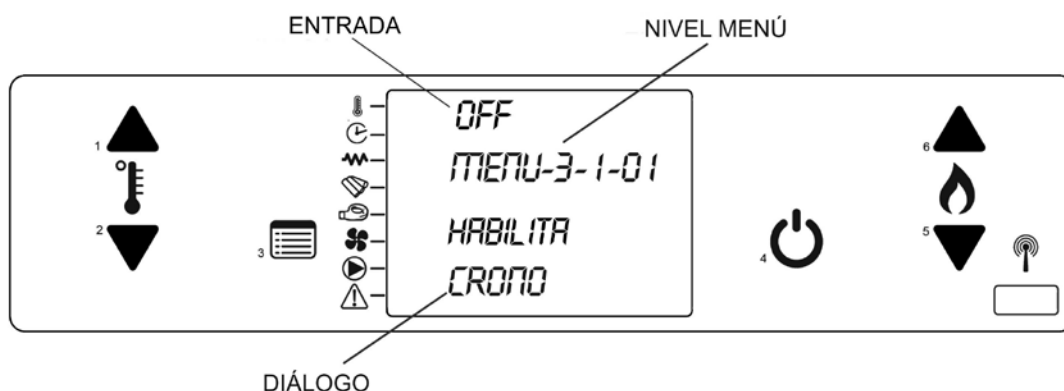 ENTRADA
NIVEL MENÚ
OFF
MENU-3-1-01
HABILITA
CRONO
1
2
3
4
6
5
DIÁLOGO